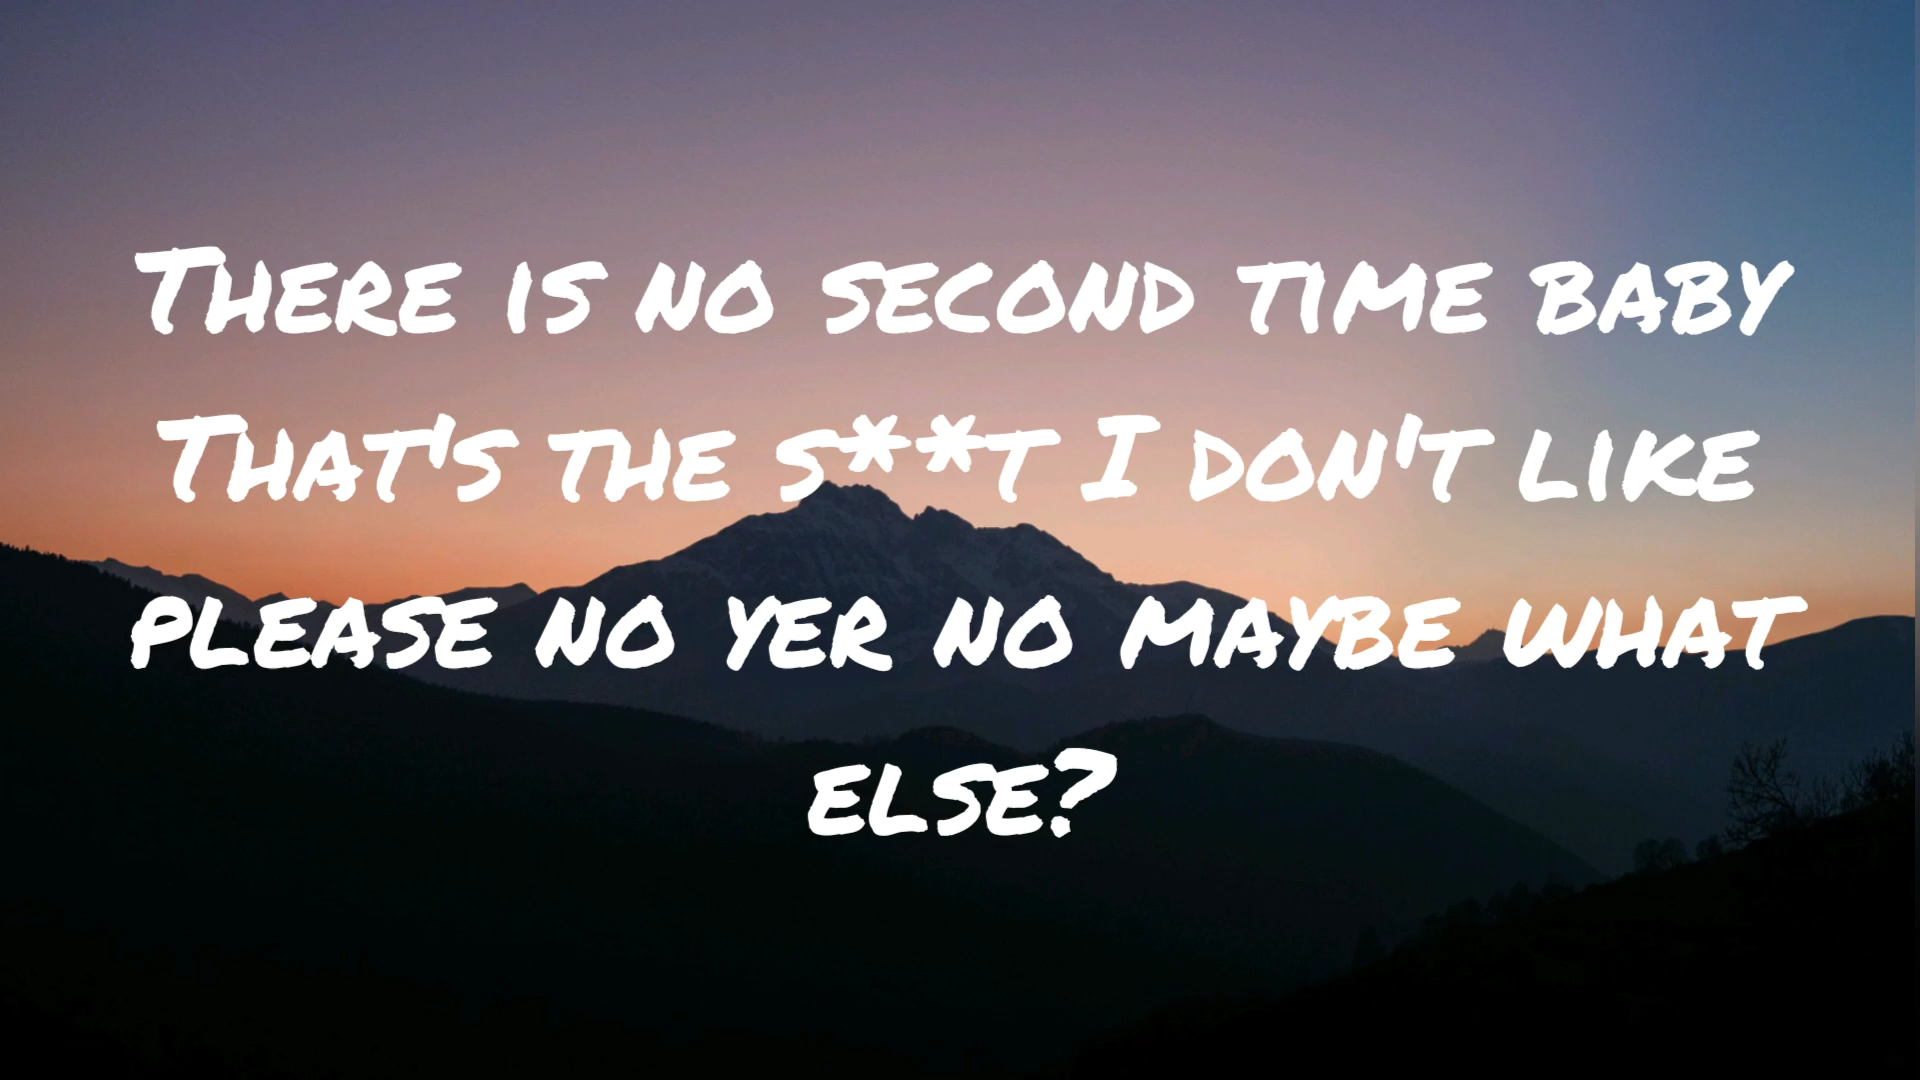 There is no second time baby
That's the s**t I don't like
please no yer no maybe what
else?